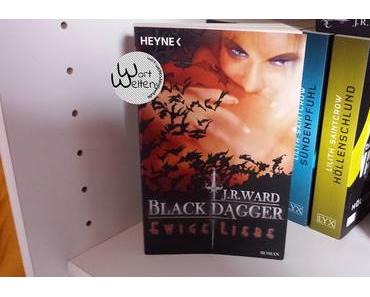 HEYNE<
Wort
Welten
J.R.WARD
BLACK DAGGER
EWIGE LIEBE
ROMAN
SÜNDENPFUHL
LYX
LILITH SAINTCROW
HÖLLENSCHLUND
LYX